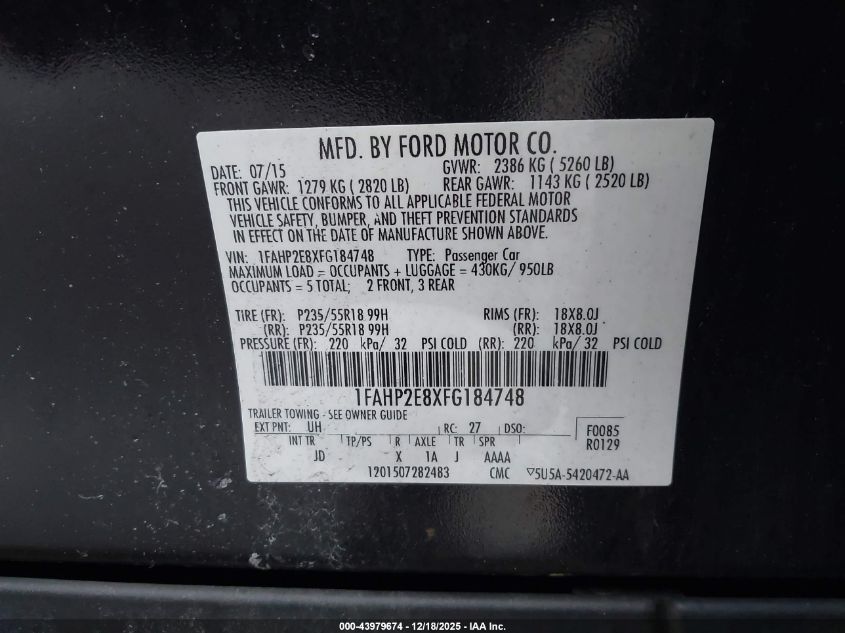 MFD. BY FORD MOTOR CO.
DATE: 07/15 GVWR: 2386 KG ( 5260 LB)
FRONT GAWR: 1279 KG ( 2820 LB) REAR GAWR: 1143 KG ( 2520 LB)
THIS VEHICLE CONFORMS TO ALL APPLICABLE FEDERAL MOTOR
VEHICLE SAFETY, BUMPER, AND THEFT PREVENTION STANDARDS
IN EFFECT ON THE DATE OF MANUFACTURE SHOWN ABOVE.
VIN: 1FAHP2E8XFG184748 TYPE: Passenger Car
MAXIMUM LOAD = OCCUPANTS + LUGGAGE = 430KG/ 950LB
OCCUPANTS = 5 TOTAL; 2 FRONT, 3 REAR
TIRE (FR): P235/55R18 99H RIMS (FR): 18X8.0J
(RR): P235/55R18 99H (RR): 18X8.0J
PRESSURE (FR): 220 kPa/ 32 PSI COLD (RR): 220 kPa/ 32 PSI COLD
1FAHP2E8XFG184748
TRAILER TOWING - SEE OWNER GUIDE
EXT PNT: UH RC: 27 DSO: F0085
INT TR TP/PS R AXLE TR SPR R0129
JD X 1A J AAAA
1201507282483 CMC ▽5U5A-5420472-AA
000-43979674 - 12/18/2025 - IAA Inc.